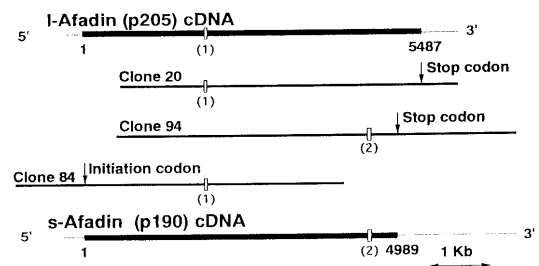 l-Afadin (p205) cDNA
5' 3'
1 (1) 5487
Clone 20 Stop codon
(1)
Clone 94 Stop codon
(2)
Clone 84 Initiation codon
(1)
s-Afadin (p190) cDNA
5' 3'
1 (2) 4989 1 Kb